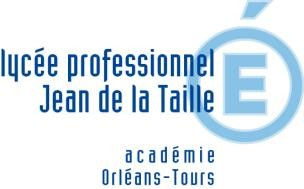 lycée professionnel
Jean de la Taille
É
académie
Orléans-Tours